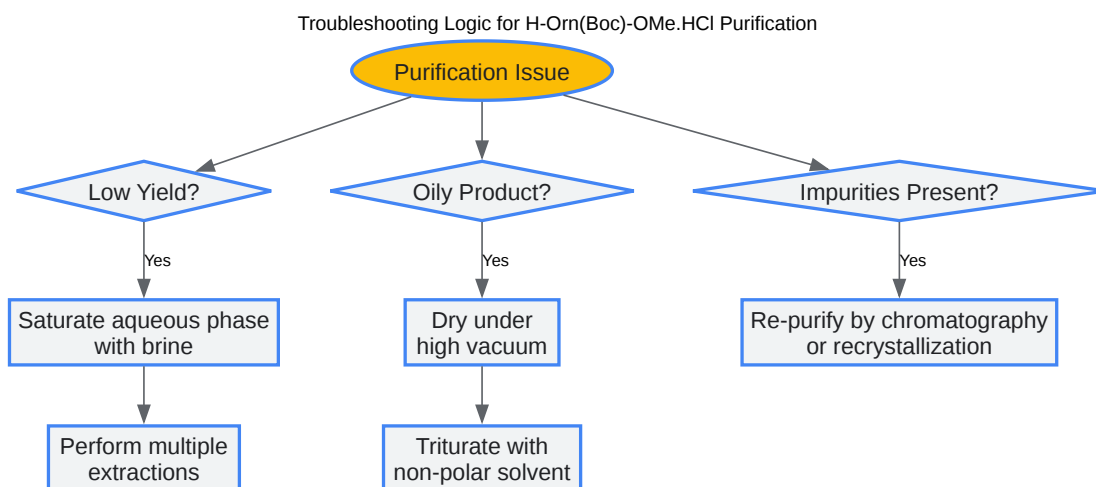 Troubleshooting Logic for H-Orn(Boc)-OMe.HCl Purification
Purification Issue
Low Yield?
Oily Product?
Impurities Present?
Yes
Yes
Yes
Saturate aqueous phase
with brine
Dry under
high vacuum
Re-purify by chromatography
or recrystallization
Perform multiple
extractions
Triturate with
non-polar solvent